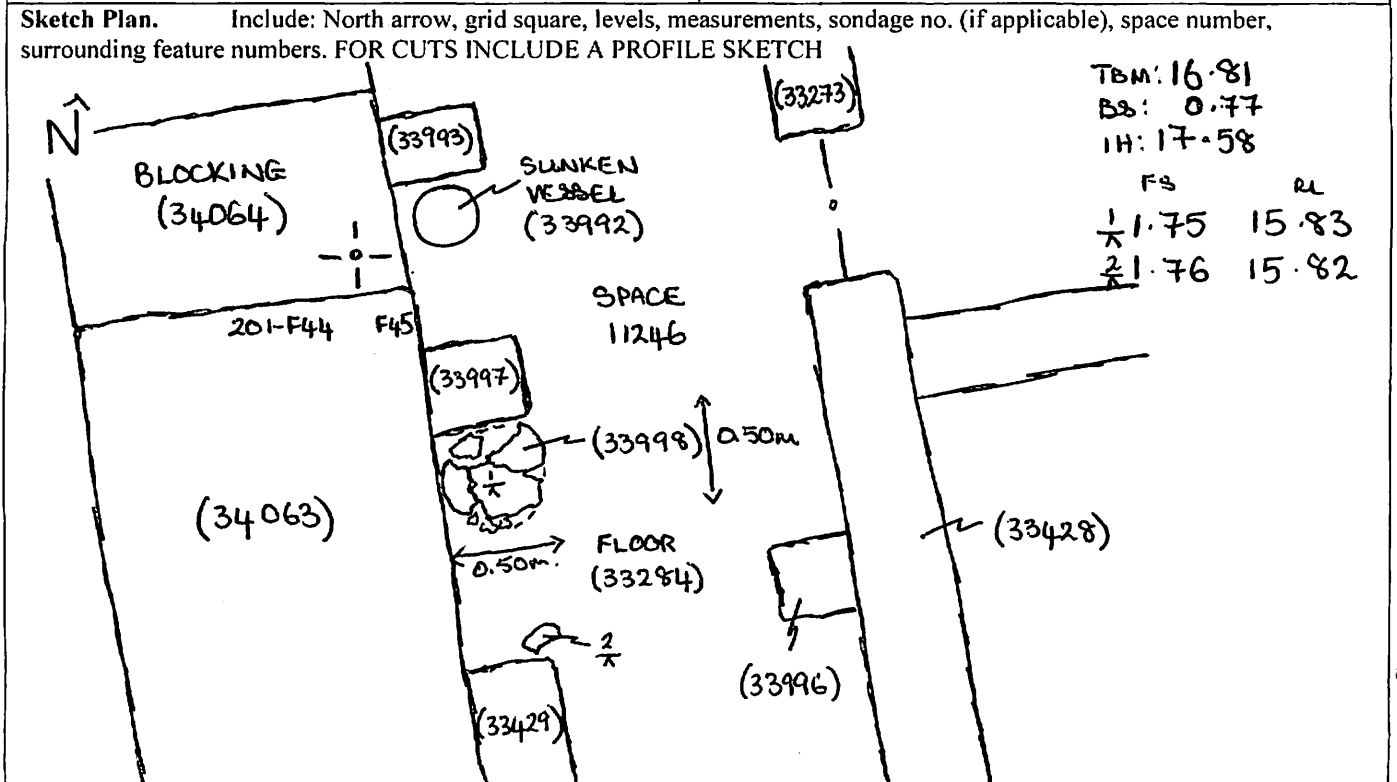 Sketch Plan. Include: North arrow, grid square, levels, measurements, sondage no. (if applicable), space number,
surrounding feature numbers. FOR CUTS INCLUDE A PROFILE SKETCH
N
TBM: 16.81
BS: 0.77
IH: 17.58
FS RL
1 1.75 15.83
2 1.76 15.82
(33273)
(33993)
BLOCKING
(34064)
SUNKEN
VESSEL
(33992)
SPACE
11246
201-F44 F45
(33997)
(33998)
0.50m
1
(34063)
(33428)
0.50m.
FLOOR
(33284)
2
(33996)
(33429)